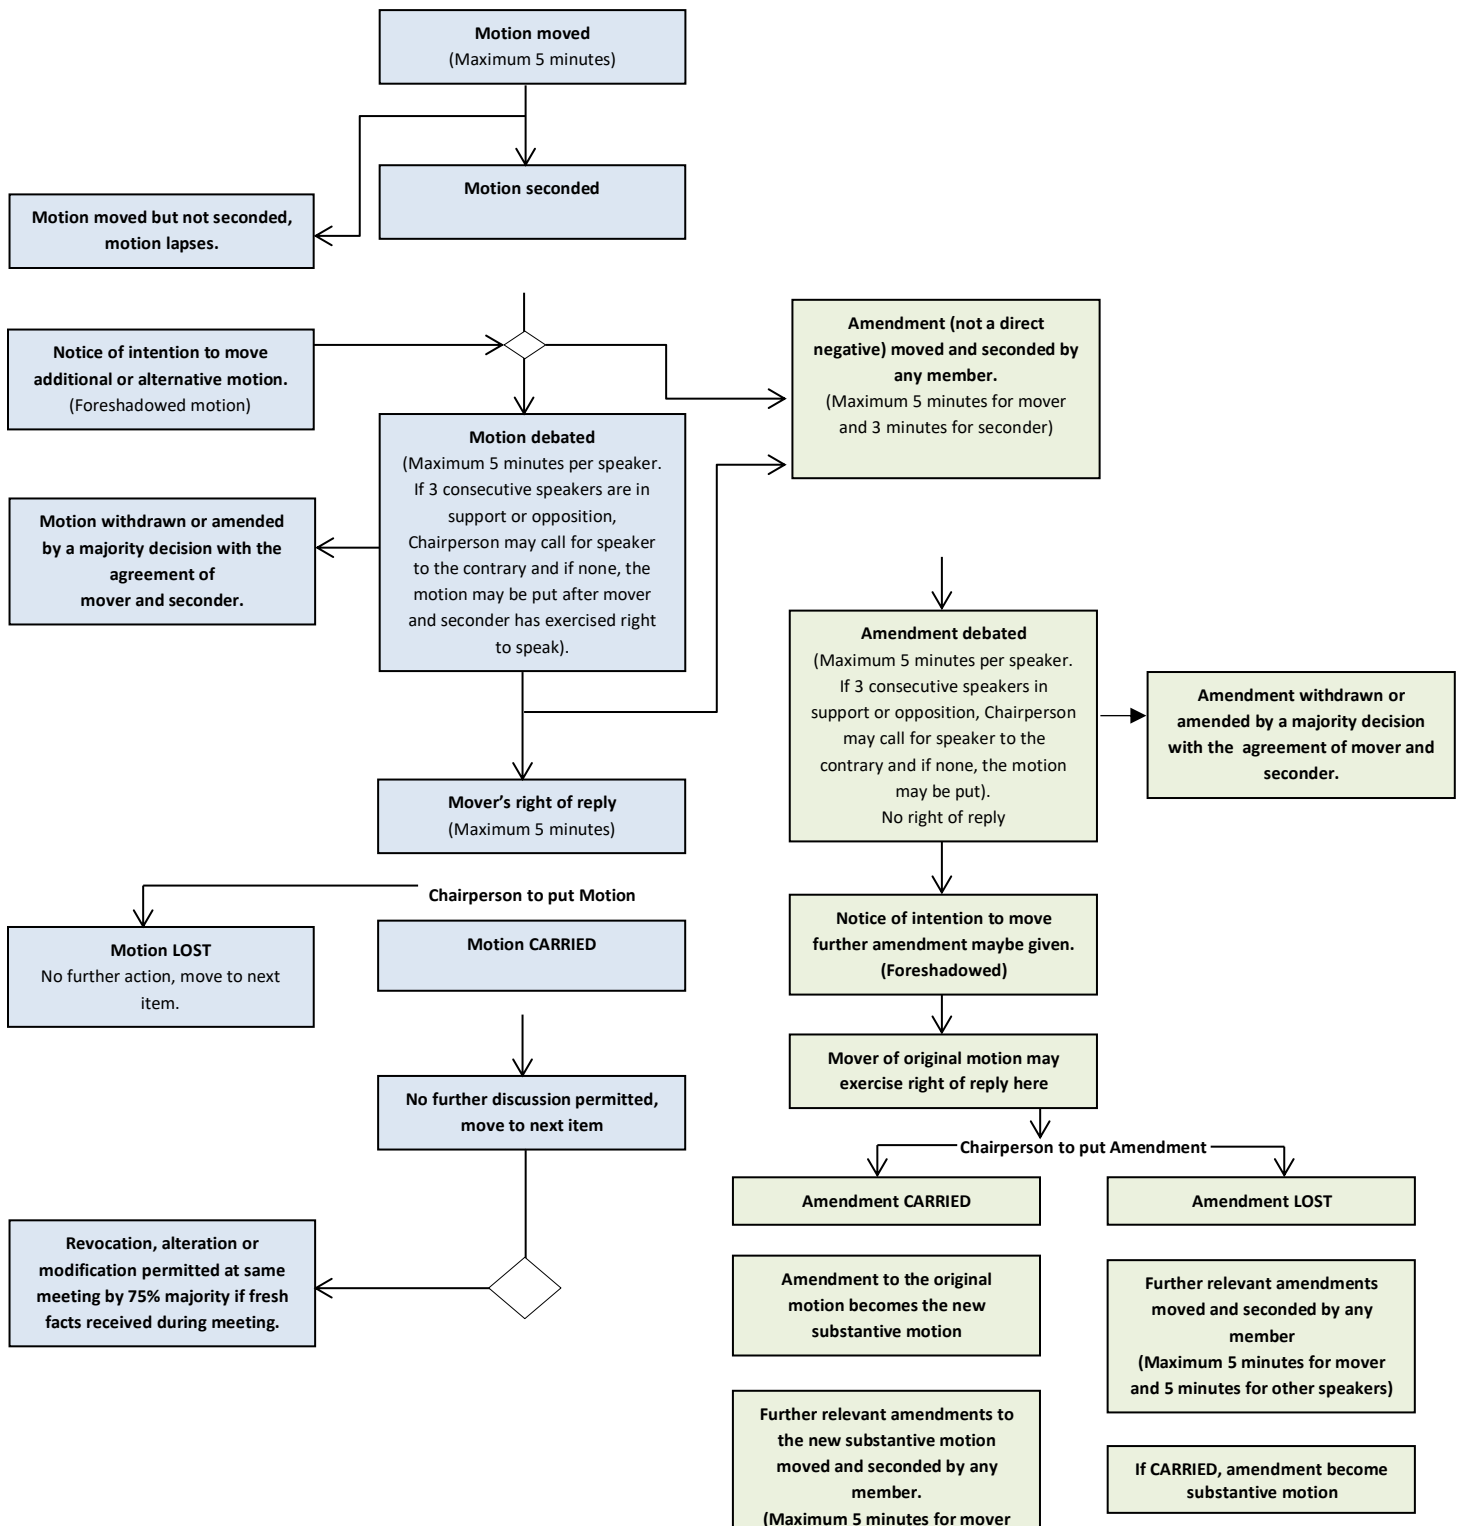 Motion moved
(Maximum 5 minutes)
Motion seconded
Motion moved but not seconded,
motion lapses.
Notice of intention to move
additional or alternative motion.
(Foreshadowed motion)
Amendment (not a direct
negative) moved and seconded by
any member.
(Maximum 5 minutes for mover
and 3 minutes for seconder)
Motion debated
(Maximum 5 minutes per speaker.
If 3 consecutive speakers are in
support or opposition,
Chairperson may call for speaker
to the contrary and if none, the
motion may be put after mover
and seconder has exercised right
to speak).
Motion withdrawn or amended
by a majority decision with the
agreement of
mover and seconder.
Amendment debated
(Maximum 5 minutes per speaker.
If 3 consecutive speakers in
support or opposition, Chairperson
may call for speaker to the
contrary and if none, the motion
may be put).
No right of reply
Amendment withdrawn or
amended by a majority decision
with the agreement of mover and
seconder.
Mover’s right of reply
(Maximum 5 minutes)
Chairperson to put Motion
Motion LOST
No further action, move to next
item.
Motion CARRIED
Notice of intention to move
further amendment maybe given.
(Foreshadowed)
Mover of original motion may
exercise right of reply here
No further discussion permitted,
move to next item
Chairperson to put Amendment
Amendment CARRIED
Amendment LOST
Revocation, alteration or
modification permitted at same
meeting by 75% majority if fresh
facts received during meeting.
Amendment to the original
motion becomes the new
substantive motion
Further relevant amendments
moved and seconded by any
member
(Maximum 5 minutes for mover
and 5 minutes for other speakers)
Further relevant amendments to
the new substantive motion
moved and seconded by any
member.
(Maximum 5 minutes for mover
If CARRIED, amendment become
substantive motion